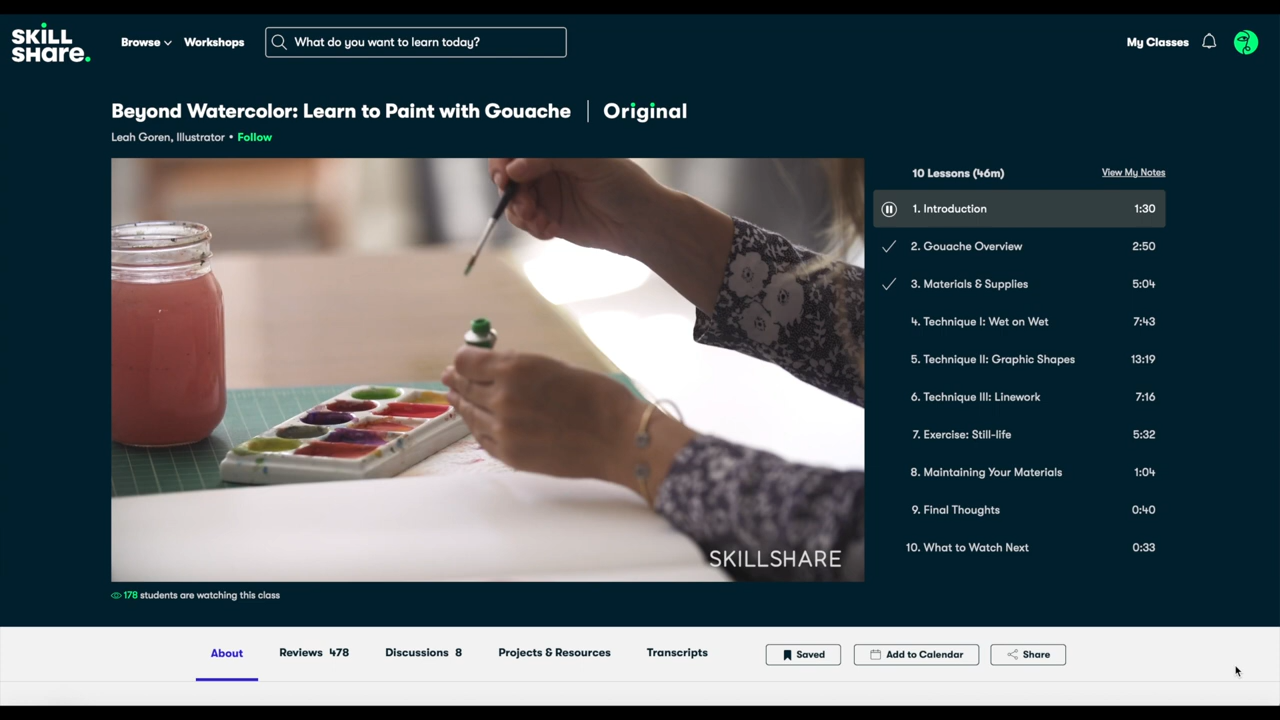 SKILL
SHare.
Browse
Workshops
What do you want to learn today?
My Classes
Beyond Watercolor: Learn to Paint with Gouache | Original
Leah Goren, Illustrator • Follow
10 Lessons (46m)
View My Notes
1. Introduction 1:30
2. Gouache Overview 2:50
3. Materials & Supplies 5:04
4. Technique I: Wet on Wet 7:43
5. Technique II: Graphic Shapes 13:19
6. Technique III: Linework 7:16
7. Exercise: Still-life 5:32
8. Maintaining Your Materials 1:04
9. Final Thoughts 0:40
10. What to Watch Next 0:33
SKILLSHARE
178 students are watching this class
About
Reviews 478
Discussions 8
Projects & Resources
Transcripts
Saved
Add to Calendar
Share